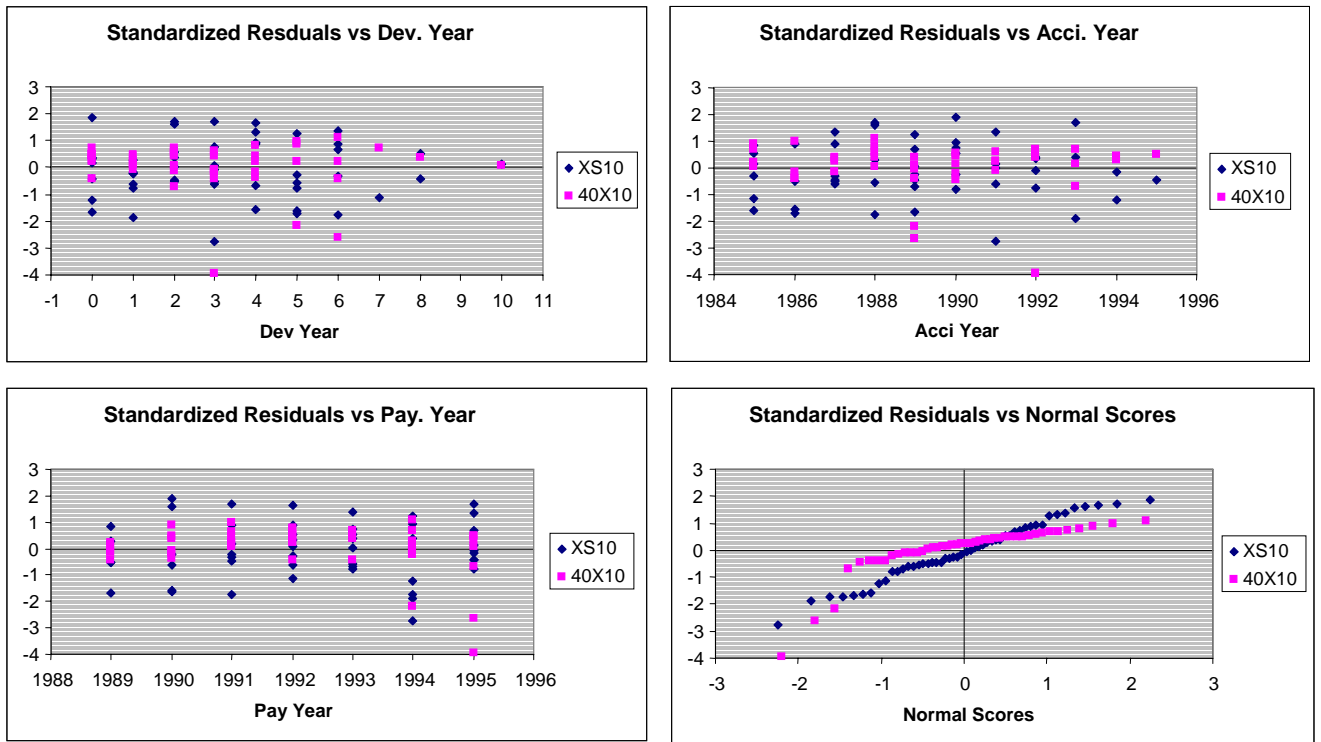 Standardized Resduals vs Dev. Year
3
2
1
0
-1
-2
-3
-4
-1 0 1 2 3 4 5 6 7 8 9 10 11
Dev Year
XS10
40X10
Standardized Residuals vs Acci. Year
3
2
1
0
-1
-2
-3
-4
1984 1986 1988 1990 1992 1994 1996
Acci Year
XS10
40X10
Standardized Residuals vs Pay. Year
3
2
1
0
-1
-2
-3
-4
1988 1989 1990 1991 1992 1993 1994 1995 1996
Pay Year
XS10
40X10
Standardized Residuals vs Normal Scores
3
2
1
0
-1
-2
-3
-4
-3 -2 -1 0 1 2 3
Normal Scores
XS10
40X10